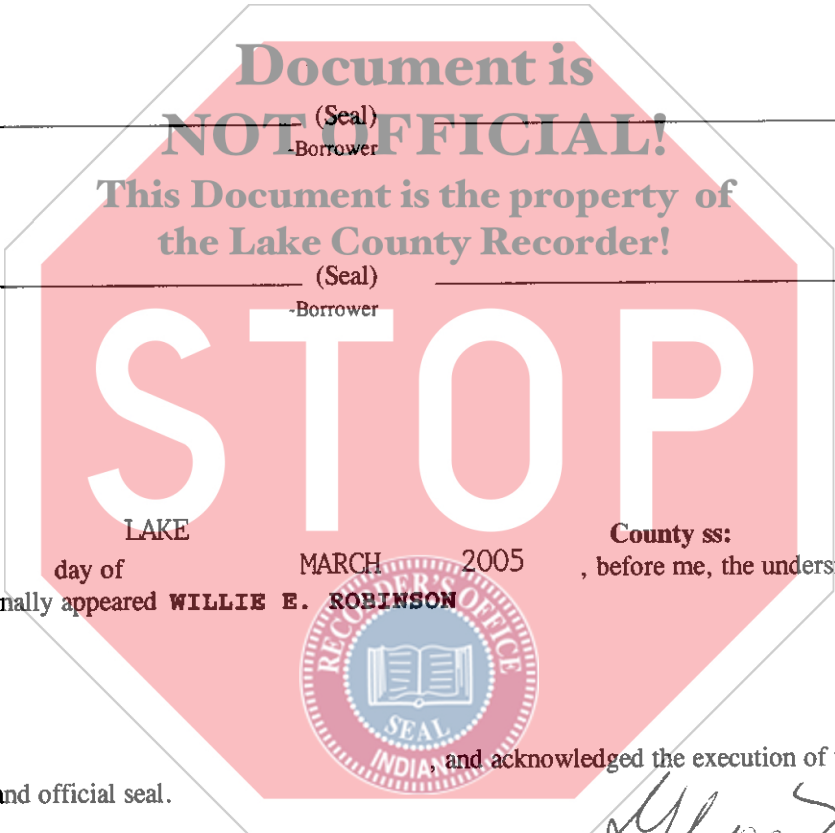 Document is
(Seal)
NOT OFFICIAL!
-Borrower
This Document is the property of
the Lake County Recorder!
(Seal)
-Borrower
STOP
LAKE County ss:
day of MARCH 2005 , before me, the unders
nally appeared WILLIE E. ROBINSON
RECORDER'S OFFICE
SEAL
INDIANA
, and acknowledged the execution of
and official seal.